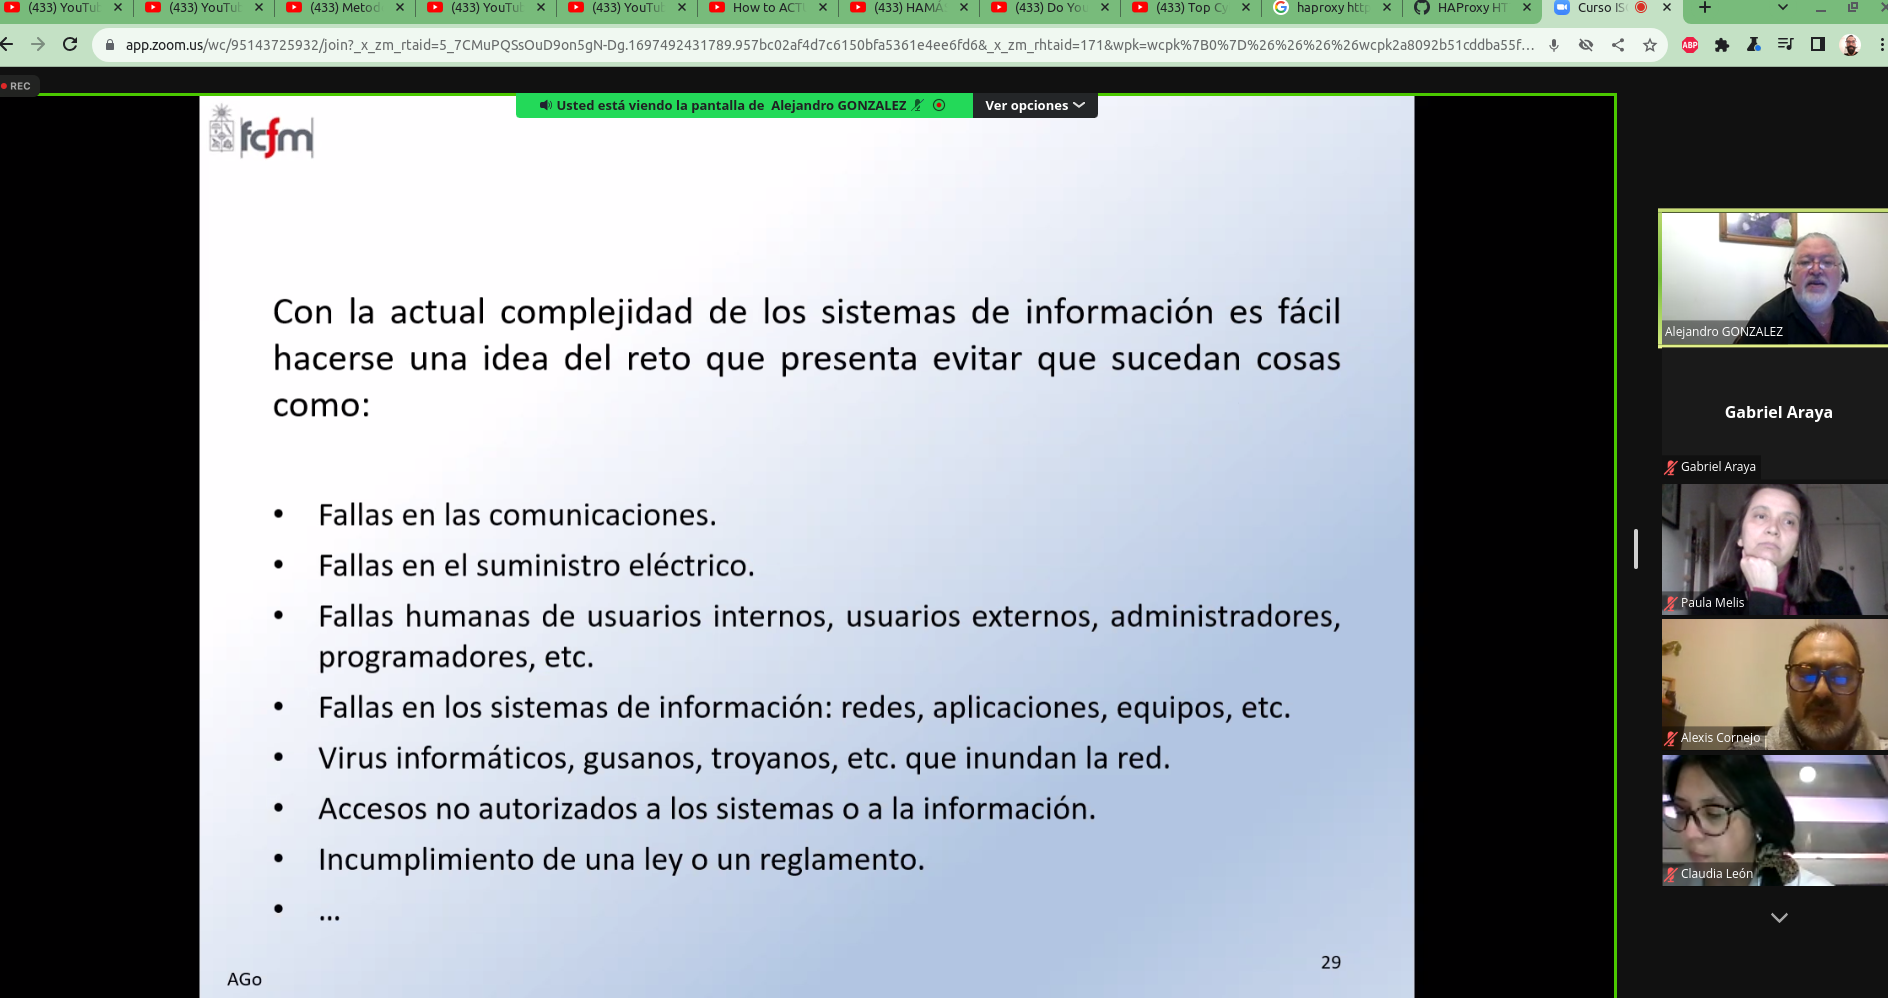 (433) YouTu
(433) YouTu
(433) Metod
(433) YouTu
(433) YouTu
How to ACT
(433) HAMÁ
(433) Do You
(433) Top Cy
haproxy http
HAProxy HT
Curso IS
app.zoom.us/wc/95143725932/join?_x_zm_rtaid=5_7CMuPQSsOuD9on5gN-Dg.1697492431789.957bc02af4d7c6150bfa5361e4ee6fd6&_x_zm_rhtaid=171&wpk=wcpk%7B0%7D%26%26%26%26wcpk2a8092b51cddba55f...
ABP
REC
Usted está viendo la pantalla de Alejandro GONZALEZ
Ver opciones
fcfm
Con la actual complejidad de los sistemas de información es fácil
hacerse una idea del reto que presenta evitar que sucedan cosas
como:
• Fallas en las comunicaciones.
• Fallas en el suministro eléctrico.
• Fallas humanas de usuarios internos, usuarios externos, administradores,
programadores, etc.
• Fallas en los sistemas de información: redes, aplicaciones, equipos, etc.
• Virus informáticos, gusanos, troyanos, etc. que inundan la red.
• Accesos no autorizados a los sistemas o a la información.
• Incumplimiento de una ley o un reglamento.
• ...
AGo
29
Alejandro GONZALEZ
Gabriel Araya
Gabriel Araya
Paula Melis
Alexis Cornejo
Claudia León